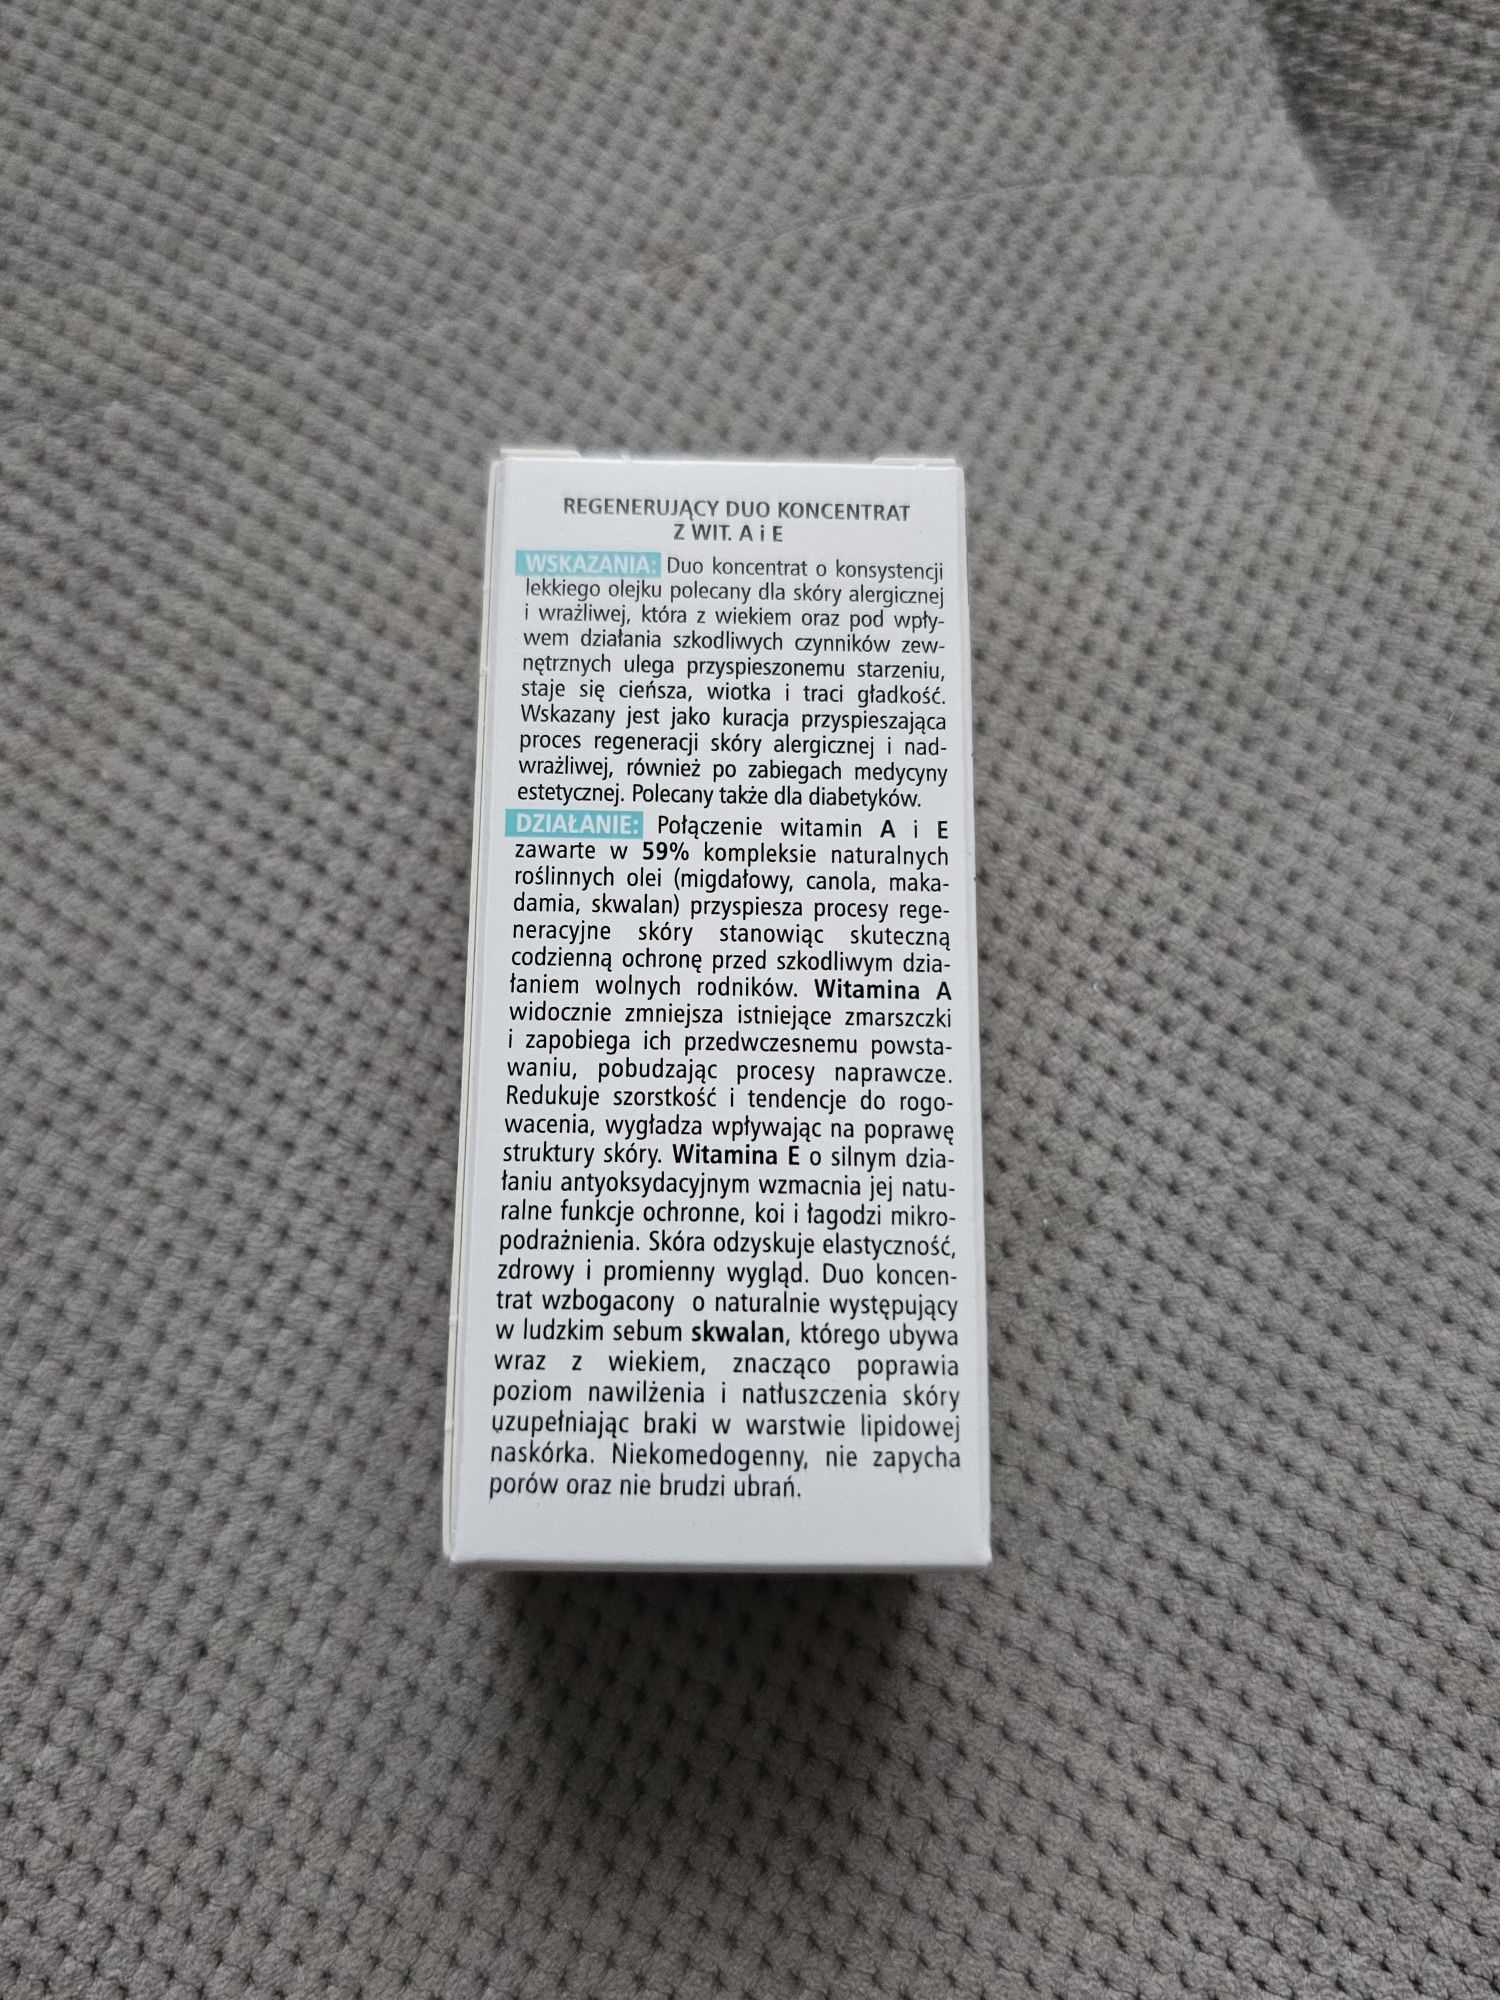 REGENERUJĄCY DUO KONCENTRAT
Z WIT. A i E
WSKAZANIA: Duo koncentrat o konsystencji
lekkiego olejku polecany dla skóry alergicznej
i wrażliwej, która z wiekiem oraz pod wpły-
wem działania szkodliwych czynników zew-
nętrznych ulega przyspieszonemu starzeniu,
staje się cieńsza, wiotka i traci gładkość.
Wskazany jest jako kuracja przyspieszająca
proces regeneracji skóry alergicznej i nad-
wrażliwej, również po zabiegach medycyny
estetycznej. Polecany także dla diabetyków.
DZIAŁANIE: Połączenie witamin A i E
zawarte w 59% kompleksie naturalnych
roślinnych olei (migdałowy, canola, maka-
damia, skwalan) przyspiesza procesy rege-
neracyjne skóry stanowiąc skuteczną
codzienną ochronę przed szkodliwym dzia-
łaniem wolnych rodników. Witamina A
widocznie zmniejsza istniejące zmarszczki
i zapobiega ich przedwczesnemu powsta-
waniu, pobudzając procesy naprawcze.
Redukuje szorstkość i tendencje do rogo-
wacenia, wygładza wpływając na poprawę
struktury skóry. Witamina E o silnym dzia-
łaniu antyoksydacyjnym wzmacnia jej natu-
ralne funkcje ochronne, koi i łagodzi mikro-
podrażnienia. Skóra odzyskuje elastyczność,
zdrowy i promienny wygląd. Duo koncen-
trat wzbogacony o naturalnie występujący
w ludzkim sebum skwalan, którego ubywa
wraz z wiekiem, znacząco poprawia
poziom nawilżenia i natłuszczenia skóry
uzupełniając braki w warstwie lipidowej
naskórka. Niekomedogenny, nie zapycha
porów oraz nie brudzi ubrań.